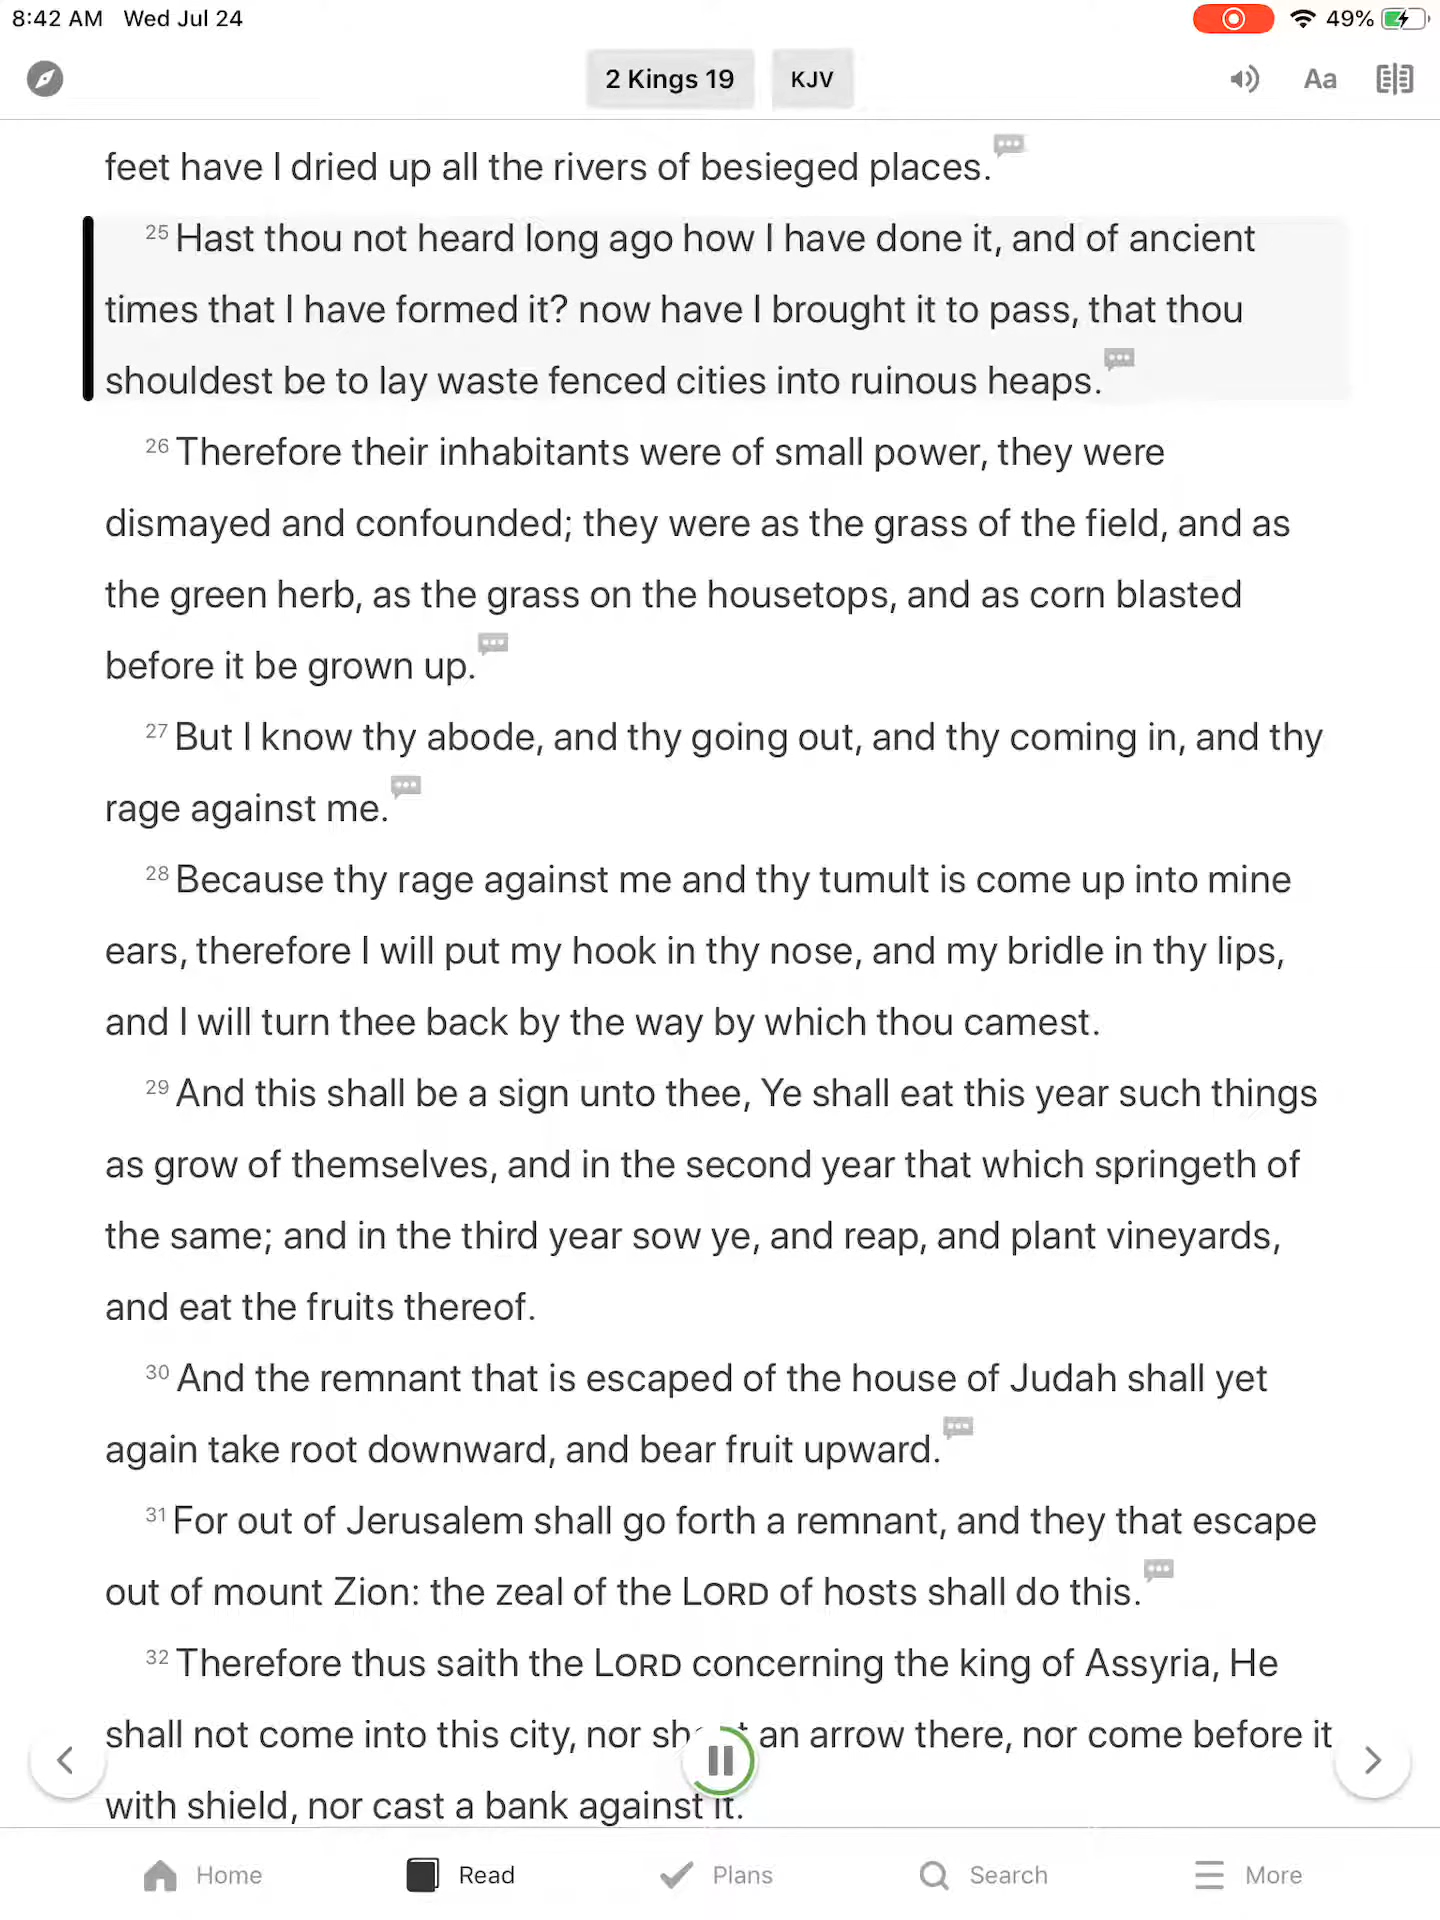 8:42 AM Wed Jul 24 49%
2 Kings 19 KJV Aa
feet have I dried up all the rivers of besieged places.
25 Hast thou not heard long ago how I have done it, and of ancient
times that I have formed it? now have I brought it to pass, that thou
shouldest be to lay waste fenced cities into ruinous heaps.
26 Therefore their inhabitants were of small power, they were
dismayed and confounded; they were as the grass of the field, and as
the green herb, as the grass on the housetops, and as corn blasted
before it be grown up.
27 But I know thy abode, and thy going out, and thy coming in, and thy
rage against me.
28 Because thy rage against me and thy tumult is come up into mine
ears, therefore I will put my hook in thy nose, and my bridle in thy lips,
and I will turn thee back by the way by which thou camest.
29 And this shall be a sign unto thee, Ye shall eat this year such things
as grow of themselves, and in the second year that which springeth of
the same; and in the third year sow ye, and reap, and plant vineyards,
and eat the fruits thereof.
30 And the remnant that is escaped of the house of Judah shall yet
again take root downward, and bear fruit upward.
31 For out of Jerusalem shall go forth a remnant, and they that escape
out of mount Zion: the zeal of the LORD of hosts shall do this.
32 Therefore thus saith the LORD concerning the king of Assyria, He
shall not come into this city, nor an arrow there, nor come before it
with shield, nor cast a bank against it.
Home Read Plans Search More